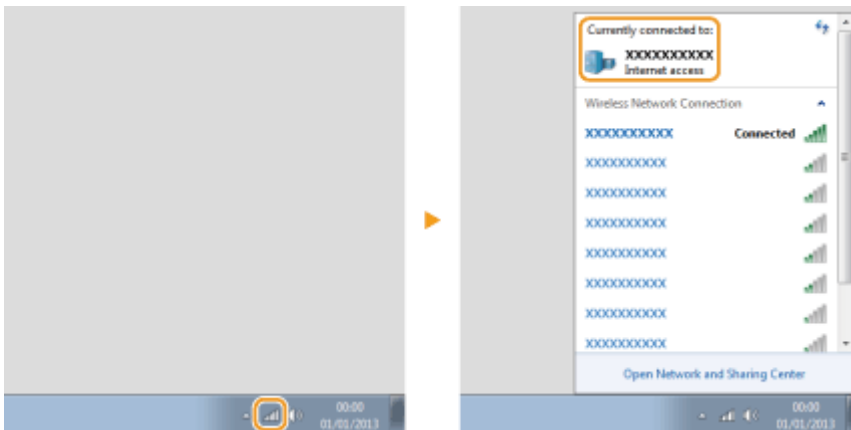 00:00
01/01/2013
Currently connected to:
XXXXXXXXXX
Internet access
Wireless Network Connection
XXXXXXXXXX Connected
XXXXXXXXXX
XXXXXXXXXX
XXXXXXXXXX
XXXXXXXXXX
XXXXXXXXXX
XXXXXXXXXX
XXXXXXXXXX
Open Network and Sharing Center
00:00
01/01/2013